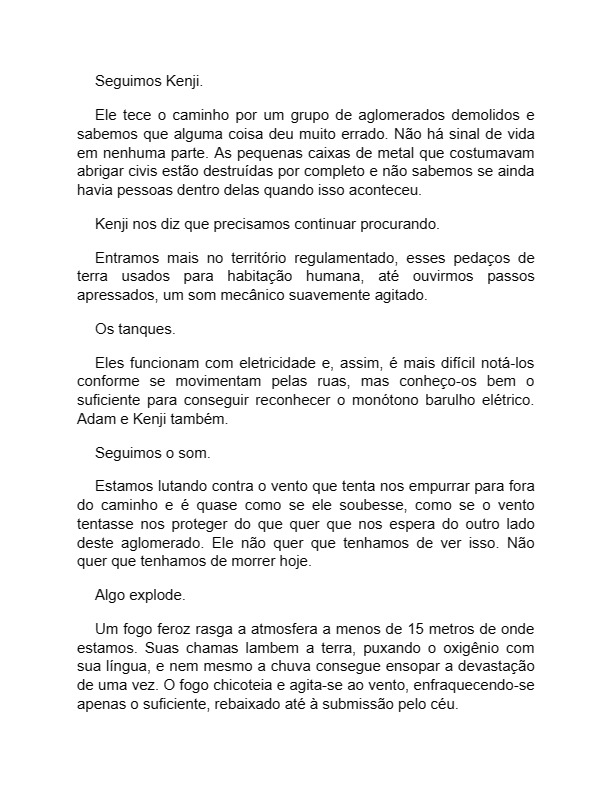 Seguimos Kenji.
Ele tece o caminho por um grupo de aglomerados demolidos e
sabemos que alguma coisa deu muito errado. Não há sinal de vida
em nenhuma parte. As pequenas caixas de metal que costumavam
abrigar civis estão destruídas por completo e não sabemos se ainda
havia pessoas dentro delas quando isso aconteceu.
Kenji nos diz que precisamos continuar procurando.
Entramos mais no território regulamentado, esses pedaços de
terra usados para habitação humana, até ouvirmos passos
apressados, um som mecânico suavemente agitado.
Os tanques.
Eles funcionam com eletricidade e, assim, é mais difícil notá-los
conforme se movimentam pelas ruas, mas conheço-os bem o
suficiente para conseguir reconhecer o monótono barulho elétrico.
Adam e Kenji também.
Seguimos o som.
Estamos lutando contra o vento que tenta nos empurrar para fora
do caminho e é quase como se ele soubesse, como se o vento
tentasse nos proteger do que quer que nos espera do outro lado
deste aglomerado. Ele não quer que tenhamos de ver isso. Não
quer que tenhamos de morrer hoje.
Algo explode.
Um fogo feroz rasga a atmosfera a menos de 15 metros de onde
estamos. Suas chamas lambem a terra, puxando o oxigênio com
sua língua, e nem mesmo a chuva consegue ensopar a devastação
de uma vez. O fogo chicoteia e agita-se ao vento, enfraquecendo-se
apenas o suficiente, rebaixado até à submissão pelo céu.